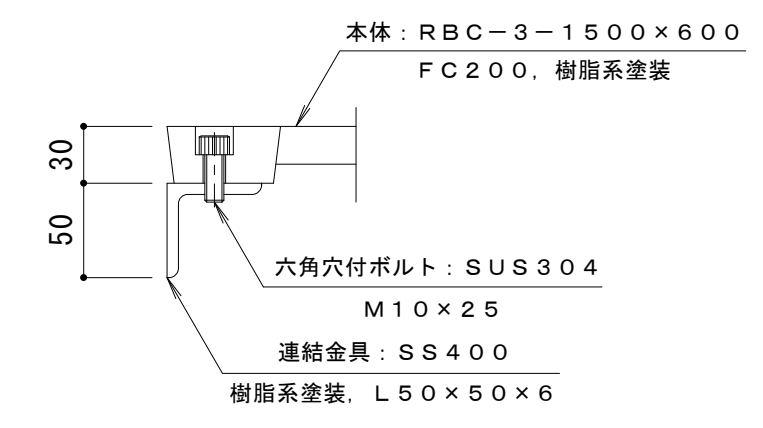 本体：ＲＢＣ－３－１５００×６００
ＦＣ２００，樹脂系塗装
30
50
六角穴付ボルト：ＳＵＳ３０４
Ｍ１０×２５
連結金具：ＳＳ４００
樹脂系塗装，Ｌ５０×５０×６